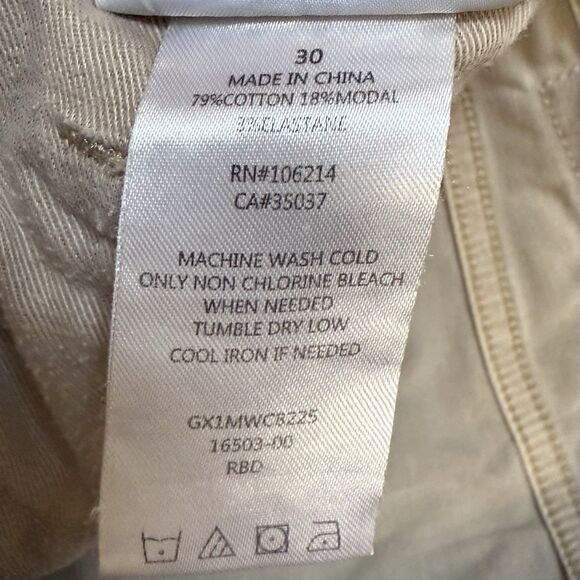 30
MADE IN CHINA
79%COTTON 18%MODAL
3%ELASTANE
RN#106214
CA#35037
MACHINE WASH COLD
ONLY NON CHLORINE BLEACH
WHEN NEEDED
TUMBLE DRY LOW
COOL IRON IF NEEDED
GX1MWCB225
16503-00
RBD